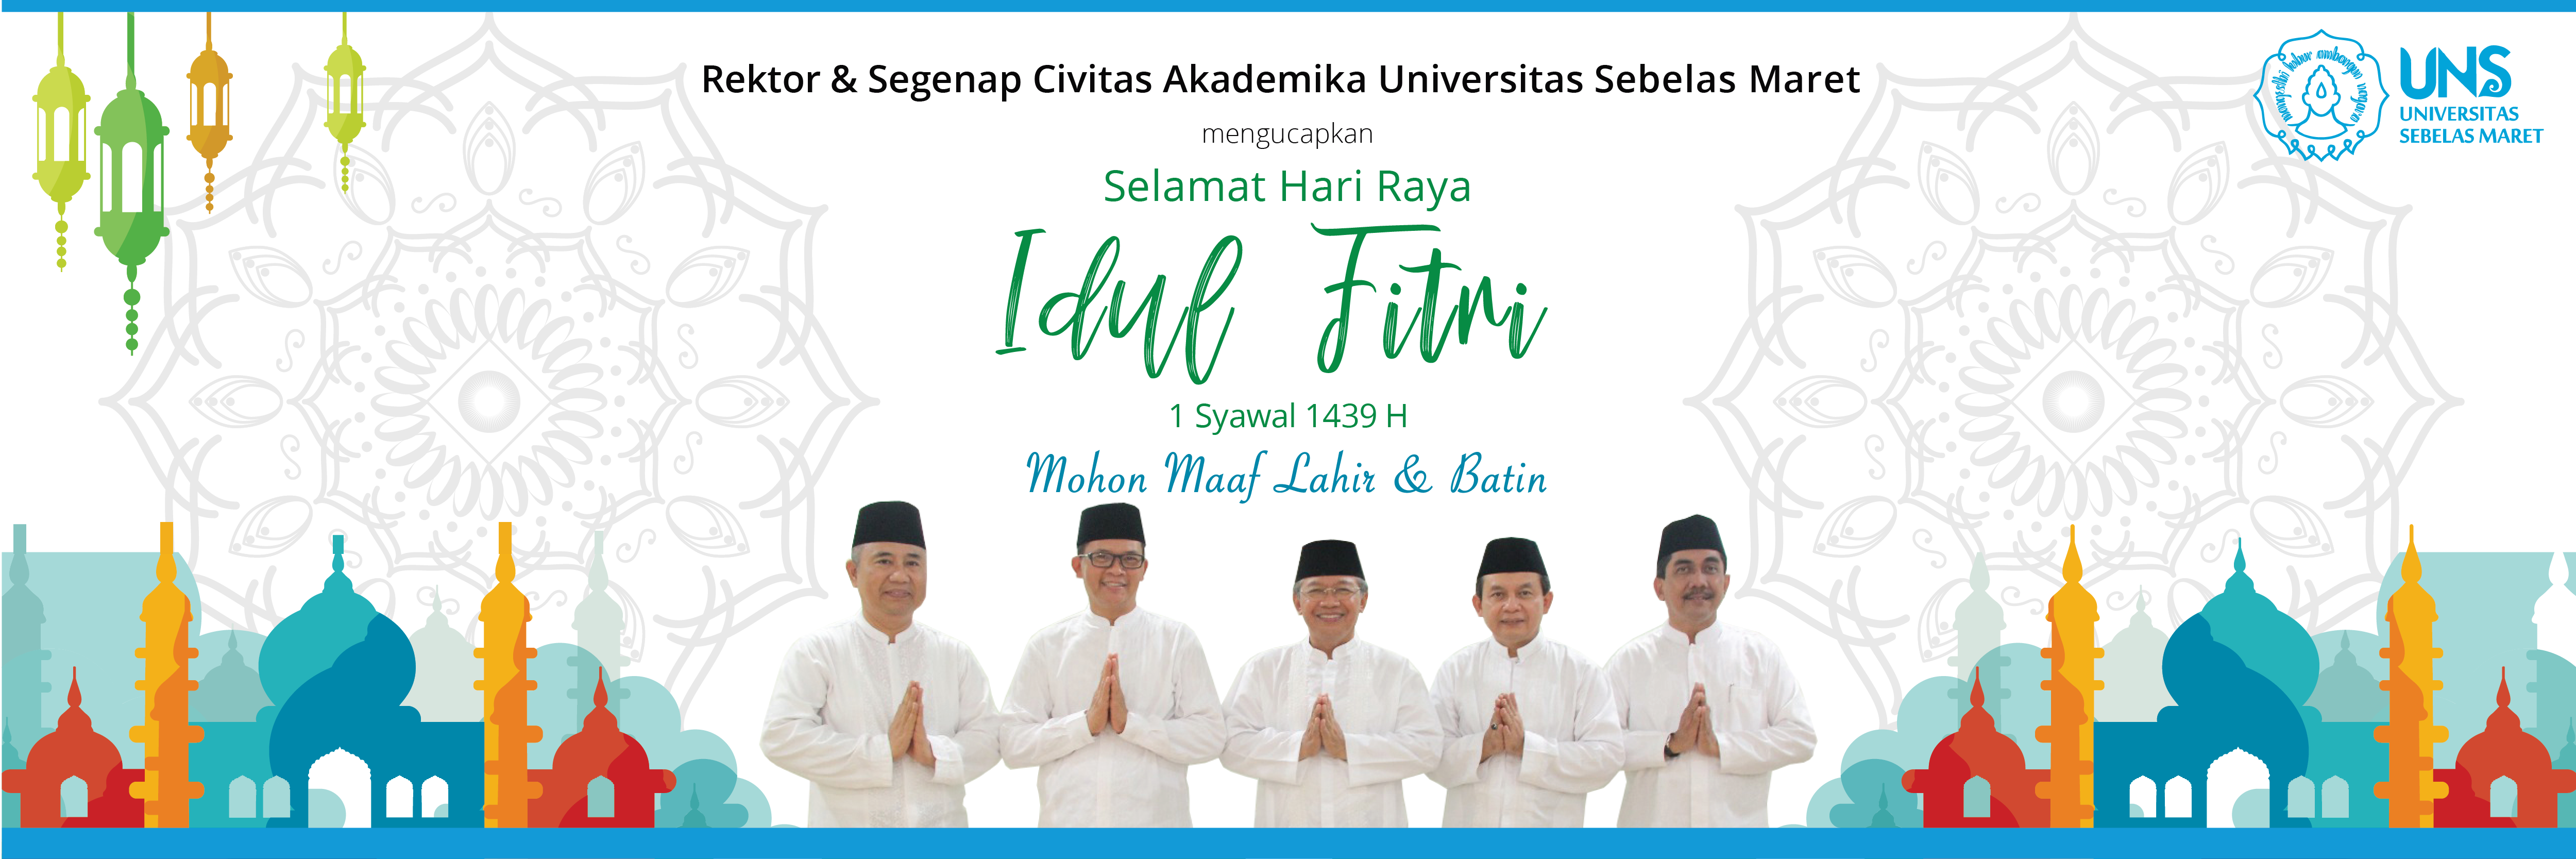 Rektor & Segenap Civitas Akademika Universitas Sebelas Maret
mengucapkan
Selamat Hari Raya
Idul Fitri
1 Syawal 1439 H
Mohon Maaf Lahir & Batin
UNS
UNIVERSITAS
SEBELAS MARET